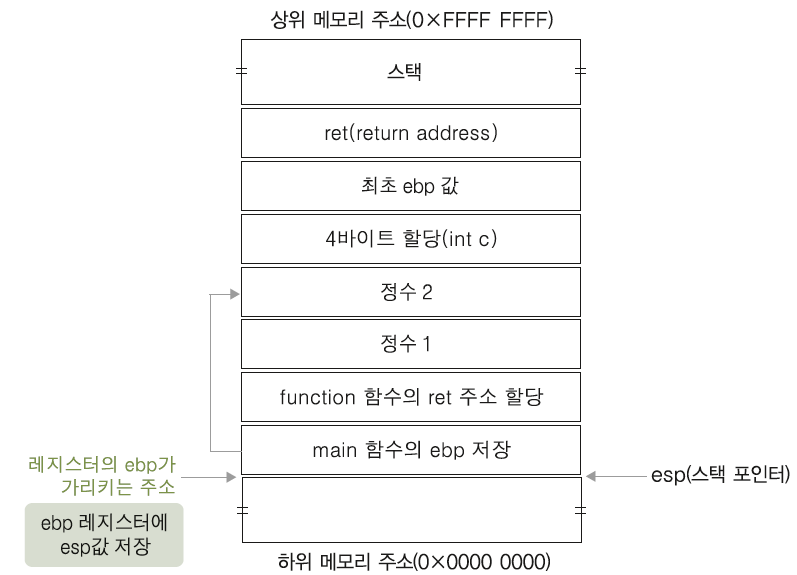 상위 메모리 주소(0×FFFF FFFF)
스택
ret(return address)
최초 ebp 값
4바이트 할당(int c)
정수 2
정수 1
function 함수의 ret 주소 할당
main 함수의 ebp 저장
레지스터의 ebp가
가리키는 주소
esp(스택 포인터)
ebp 레지스터에
esp값 저장
하위 메모리 주소(0×0000 0000)